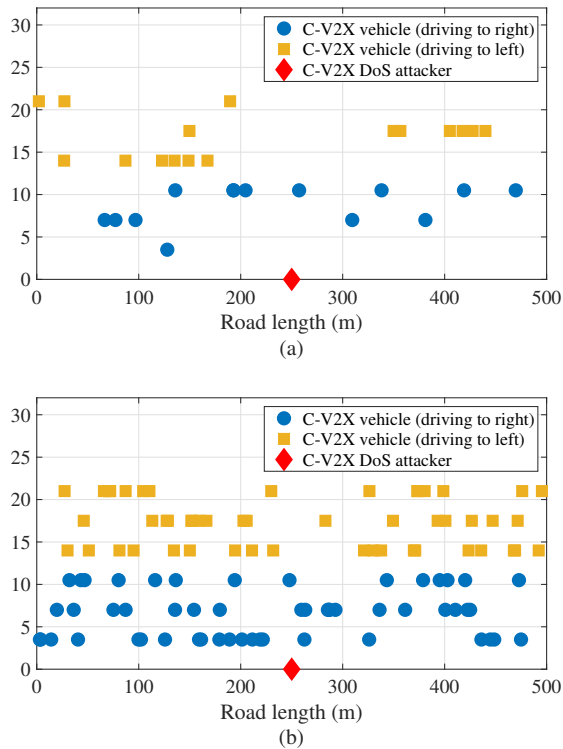 30
25
20
15
10
5
0
C-V2X vehicle (driving to right)
C-V2X vehicle (driving to left)
C-V2X DoS attacker
0 100 200 300 400 500
Road length (m)
(a)
30
25
20
15
10
5
0
C-V2X vehicle (driving to right)
C-V2X vehicle (driving to left)
C-V2X DoS attacker
0 100 200 300 400 500
Road length (m)
(b)